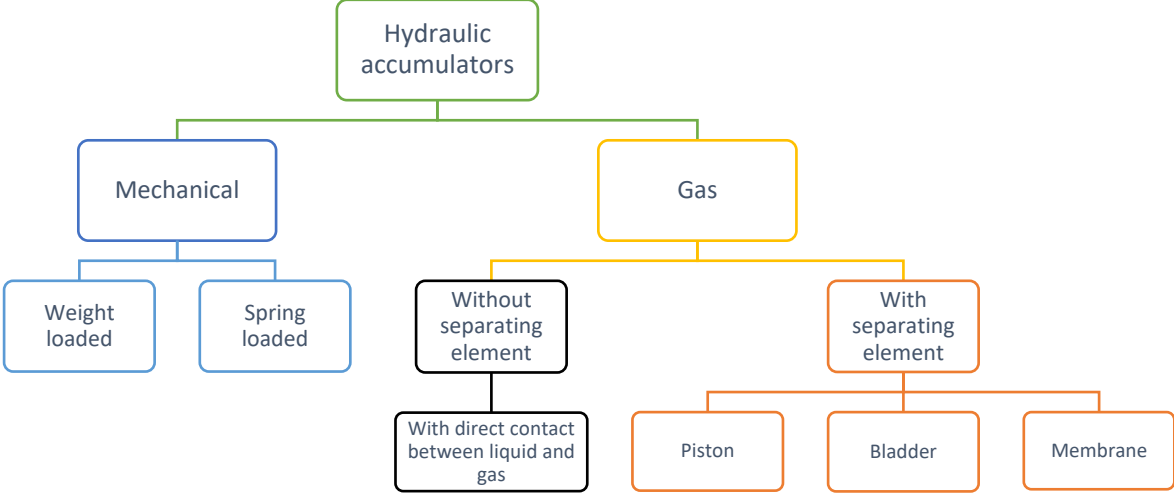 Hydraulic
accumulators
Mechanical
Gas
Weight
loaded
Spring
loaded
Without
separating
element
With
separating
element
With direct contact
between liquid and
gas
Piston
Bladder
Membrane